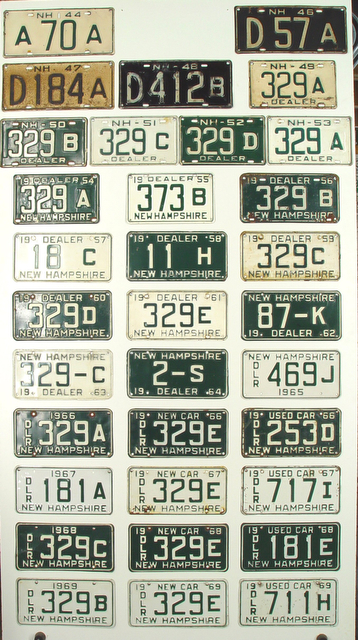 NH - 44
A 70 A
NH - 46
D 57 A
NH - 47
D184A
NH - 48
D412B
NH - 49
329 A
DEALER
NH - 50
329 B
DEALER
NH - 51
329 C
DEALER
NH - 52
329 D
DEALER
NH - 53
329 A
DEALER
19 DEALER 54
329 A
NEW HAMPSHIRE
19 DEALER 55
373 B
NEW HAMPSHIRE
19 DEALER 56
329 B
NEW HAMPSHIRE
19 DEALER 57
18 C
NEW HAMPSHIRE
19 DEALER 58
11 H
NEW HAMPSHIRE
19 DEALER 59
329C
NEW HAMPSHIRE
19 DEALER 60
329D
NEW HAMPSHIRE
19 DEALER 61
329E
NEW HAMPSHIRE
NEW HAMPSHIRE
87-K
19 DEALER 62
NEW HAMPSHIRE
329-C
19 DEALER 63
NEW HAMPSHIRE
2-S
19 DEALER 64
NEW HAMPSHIRE
DLR 469J
1965
1966
DLR 329A
NEW HAMPSHIRE
19 NEW CAR 66
DLR 329E
NEW HAMPSHIRE
19 USED CAR 66
DLR 253D
NEW HAMPSHIRE
1967
DLR 181A
NEW HAMPSHIRE
19 NEW CAR 67
DLR 329E
NEW HAMPSHIRE
19 USED CAR 67
DLR 717I
NEW HAMPSHIRE
1968
DLR 329C
NEW HAMPSHIRE
19 NEW CAR 68
DLR 329E
NEW HAMPSHIRE
19 USED CAR 68
DLR 181E
NEW HAMPSHIRE
1969
DLR 329B
NEW HAMPSHIRE
19 NEW CAR 69
DLR 329E
NEW HAMPSHIRE
19 USED CAR 69
DLR 711H
NEW HAMPSHIRE